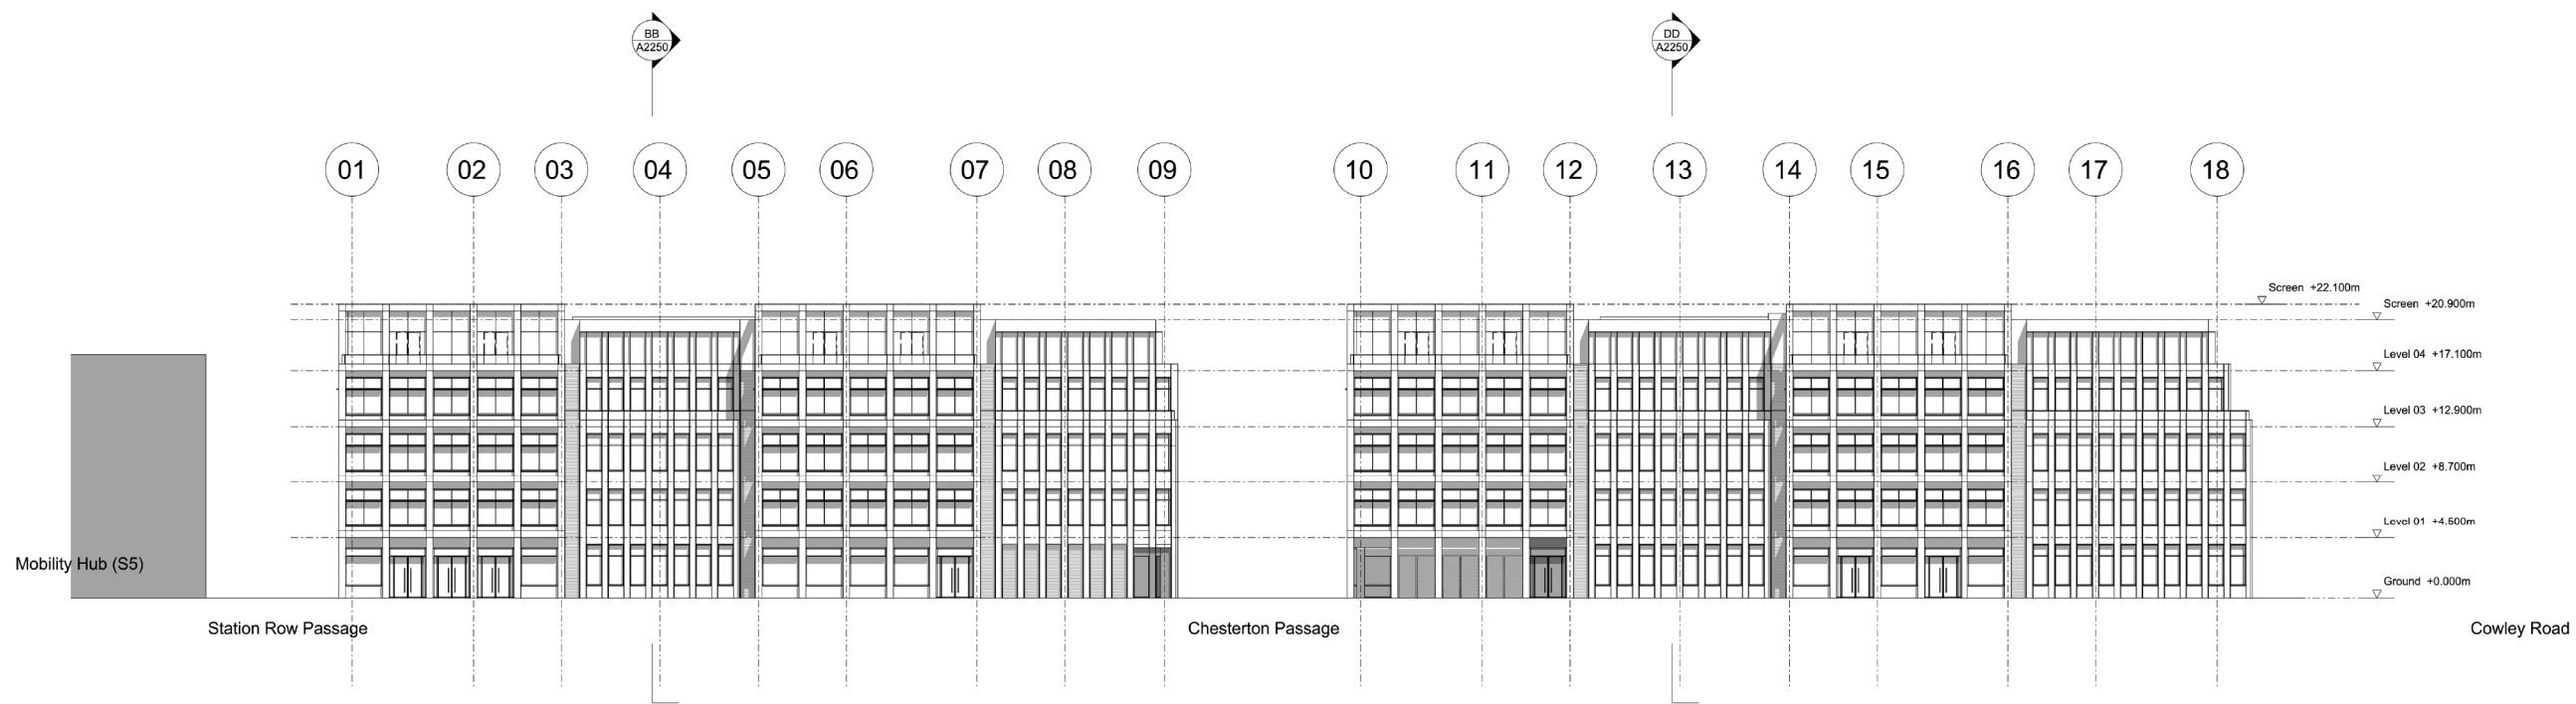 BB
A2250
DD
A2250
01
02
03
04
05
06
07
08
09
10
11
12
13
14
15
16
17
18
Screen +22.100m
Screen +20.900m
Level 04 +17.100m
Level 03 +12.900m
Level 02 +8.700m
Level 01 +4.500m
Mobility Hub (S5)
Ground +0.000m
Station Row Passage
Chesterton Passage
Cowley Road